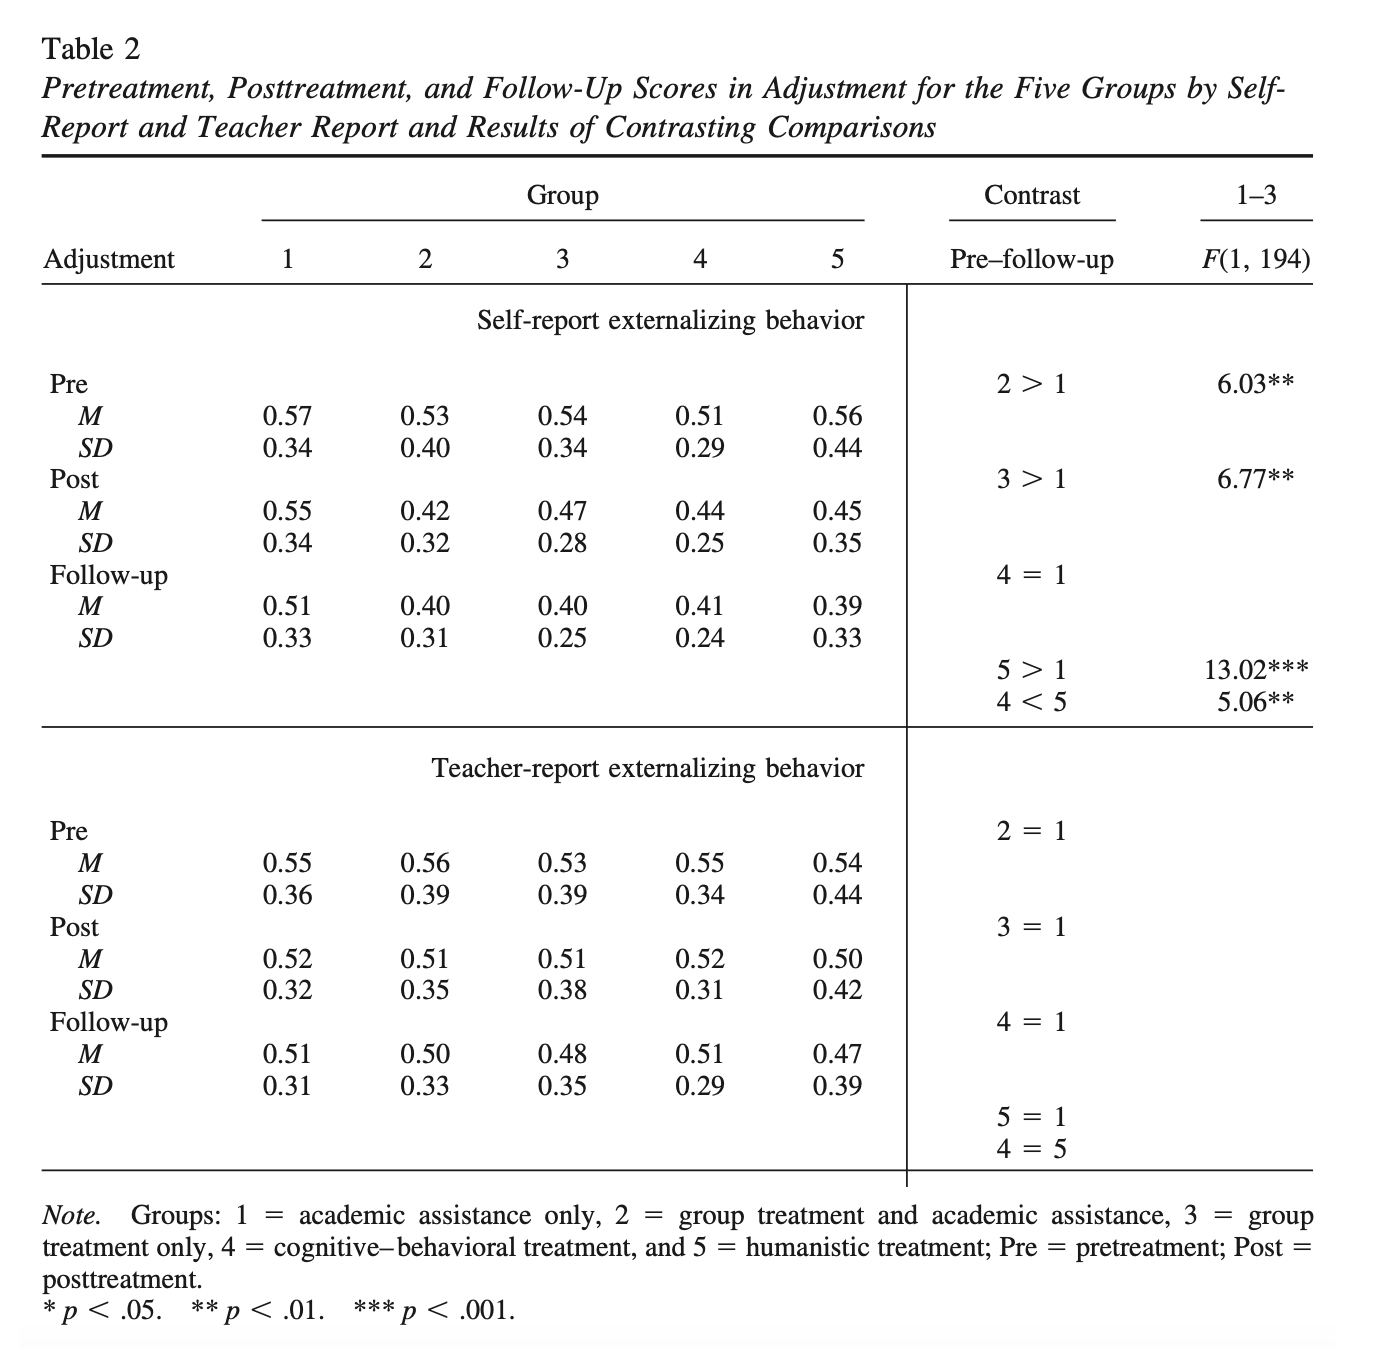 Table 2
Pretreatment, Posttreatment, and Follow-Up Scores in Adjustment for the Five Groups by Self-
Report and Teacher Report and Results of Contrasting Comparisons
Group Contrast 1–3
Adjustment 1 2 3 4 5 Pre–follow-up F(1, 194)
Self-report externalizing behavior
Pre 2 > 1 6.03**
M 0.57 0.53 0.54 0.51 0.56
SD 0.34 0.40 0.34 0.29 0.44
Post 3 > 1 6.77**
M 0.55 0.42 0.47 0.44 0.45
SD 0.34 0.32 0.28 0.25 0.35
Follow-up 4 = 1
M 0.51 0.40 0.40 0.41 0.39
SD 0.33 0.31 0.25 0.24 0.33
5 > 1 13.02***
4 < 5 5.06**
Teacher-report externalizing behavior
Pre 2 = 1
M 0.55 0.56 0.53 0.55 0.54
SD 0.36 0.39 0.39 0.34 0.44
Post 3 = 1
M 0.52 0.51 0.51 0.52 0.50
SD 0.32 0.35 0.38 0.31 0.42
Follow-up 4 = 1
M 0.51 0.50 0.48 0.51 0.47
SD 0.31 0.33 0.35 0.29 0.39
5 = 1
4 = 5
Note. Groups: 1 = academic assistance only, 2 = group treatment and academic assistance, 3 = group
treatment only, 4 = cognitive–behavioral treatment, and 5 = humanistic treatment; Pre = pretreatment; Post =
posttreatment.
* p < .05. ** p < .01. *** p < .001.